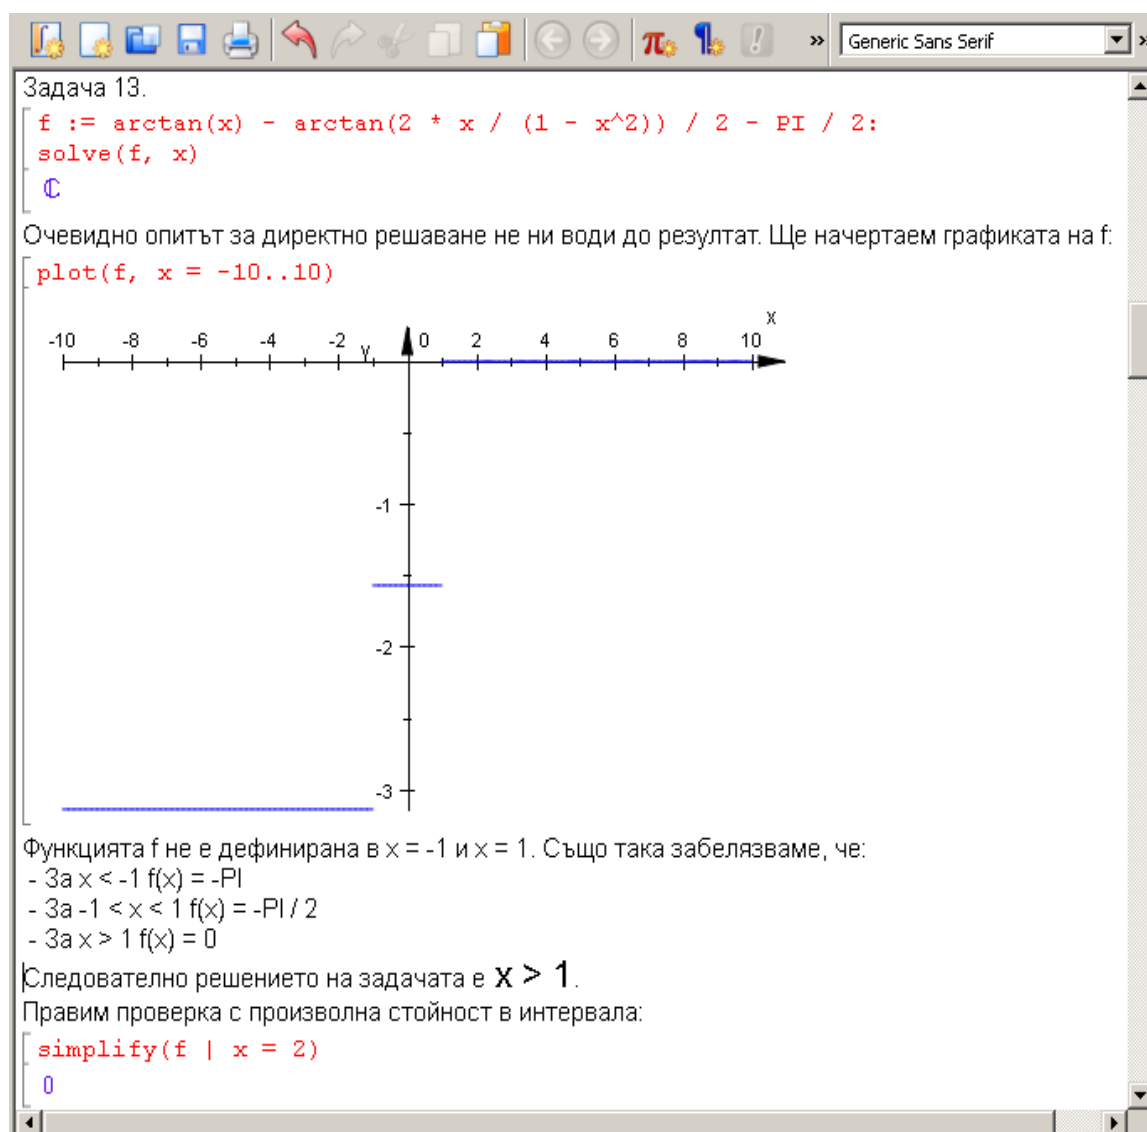 Generic Sans Serif
Задача 13.
f := arctan(x) - arctan(2 * x / (1 - x^2)) / 2 - PI / 2:
solve(f, x)
ℂ
Очевидно опитът за директно решаване не ни води до резултат. Ще начертаем графиката на f:
plot(f, x = -10..10)
x
-10 -8 -6 -4 -2 y 0 2 4 6 8 10
-1
-2
-3
Функцията f не е дефинирана в x = -1 и x = 1. Също така забелязваме, че:
- За x < -1 f(x) = -PI
- За -1 < x < 1 f(x) = -PI / 2
- За x > 1 f(x) = 0
Следователно решението на задачата е x > 1.
Правим проверка с произволна стойност в интервала:
simplify(f | x = 2)
0